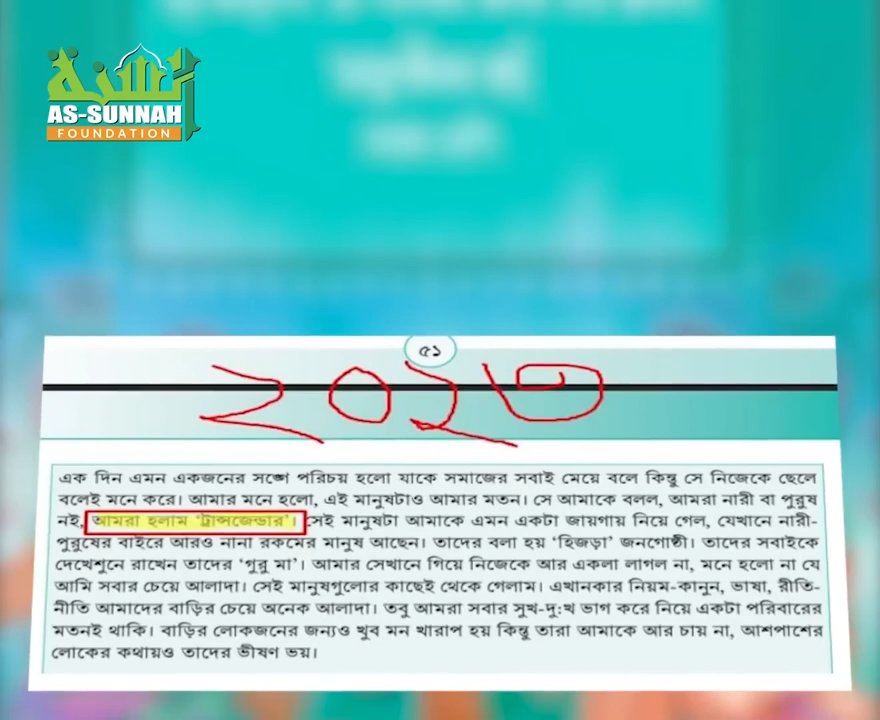 السنة
AS-SUNNAH
FOUNDATION
৫১
২০২৩
এক দিন এমন একজনের সঙ্গে পরিচয় হলো যাকে সমাজের সবাই মেয়ে বলে কিন্তু সে নিজেকে ছেলে
বলেই মনে করে। আমার মনে হলো, এই মানুষটাও আমার মতন। সে আমাকে বলল, আমরা নারী বা পুরুষ
নই, আমরা হলাম ‘ট্রান্সজেন্ডার’। সেই মানুষটা আমাকে এমন একটা জায়গায় নিয়ে গেল, যেখানে নারী-
পুরুষের বাইরে আরও নানা রকমের মানুষ আছেন। তাদের বলা হয় ‘হিজড়া’ জনগোষ্ঠী। তাদের সবাইকে
দেখেশুনে রাখেন তাদের ‘গুরু মা’। আমার সেখানে গিয়ে নিজেকে আর একলা লাগল না, মনে হলো না যে
আমি সবার চেয়ে আলাদা। সেই মানুষগুলোর কাছেই থেকে গেলাম। এখানকার নিয়ম-কানুন, ভাষা, রীতি-
নীতি আমাদের বাড়ির চেয়ে অনেক আলাদা। তবু আমরা সবার সুখ-দু:খ ভাগ করে নিয়ে একটা পরিবারের
মতনই থাকি। বাড়ির লোকজনের জন্যও খুব মন খারাপ হয় কিন্তু তারা আমাকে আর চায় না, আশপাশের
লোকের কথায়ও তাদের ভীষণ ভয়।